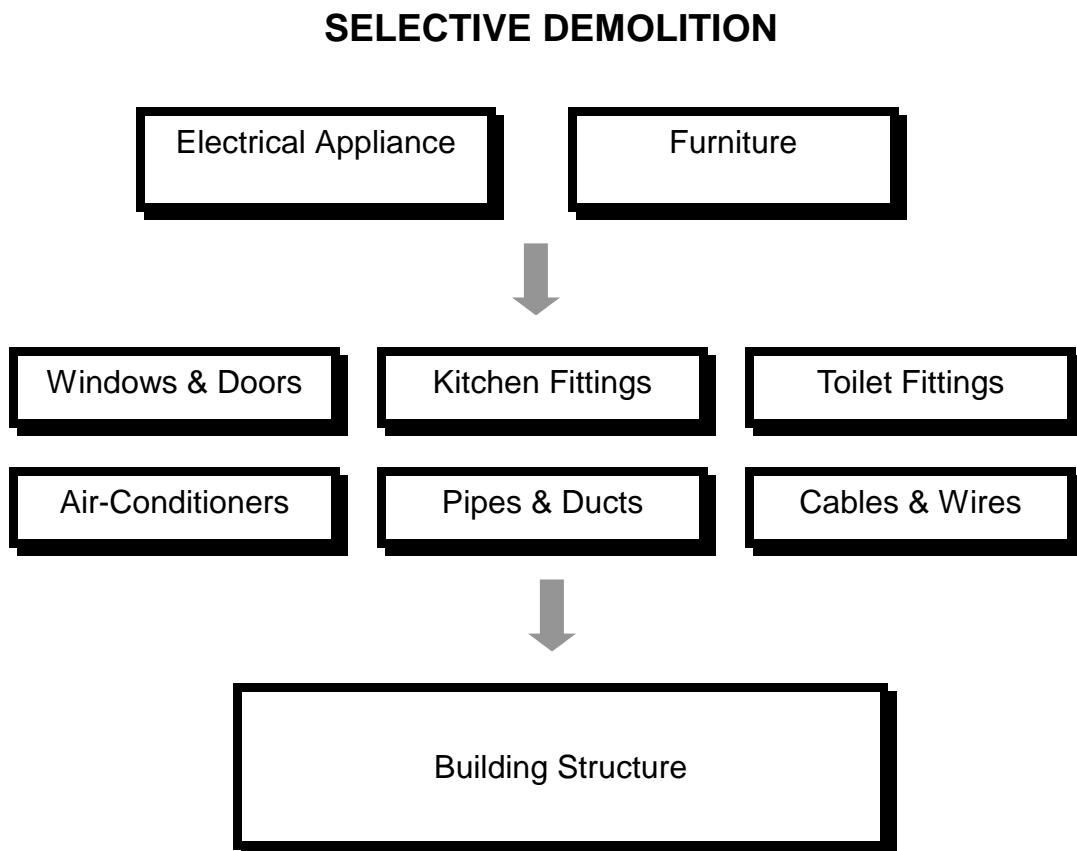 SELECTIVE DEMOLITION
Electrical Appliance
Furniture
Windows & Doors
Kitchen Fittings
Toilet Fittings
Air-Conditioners
Pipes & Ducts
Cables & Wires
Building Structure